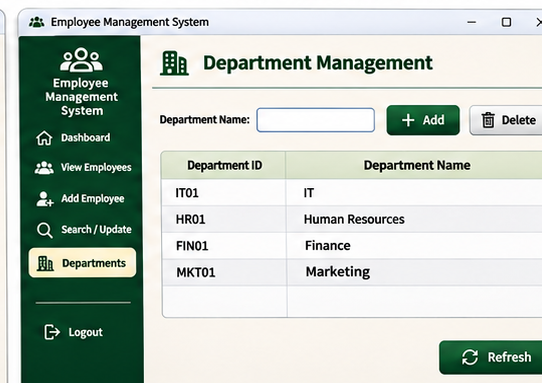 Employee Management System
Employee
Management
System
Dashboard
View Employees
Add Employee
Search / Update
Departments
Logout
Department Management
Department Name:
+ Add
Delete
Department ID Department Name
IT01 IT
HR01 Human Resources
FIN01 Finance
MKT01 Marketing
Refresh